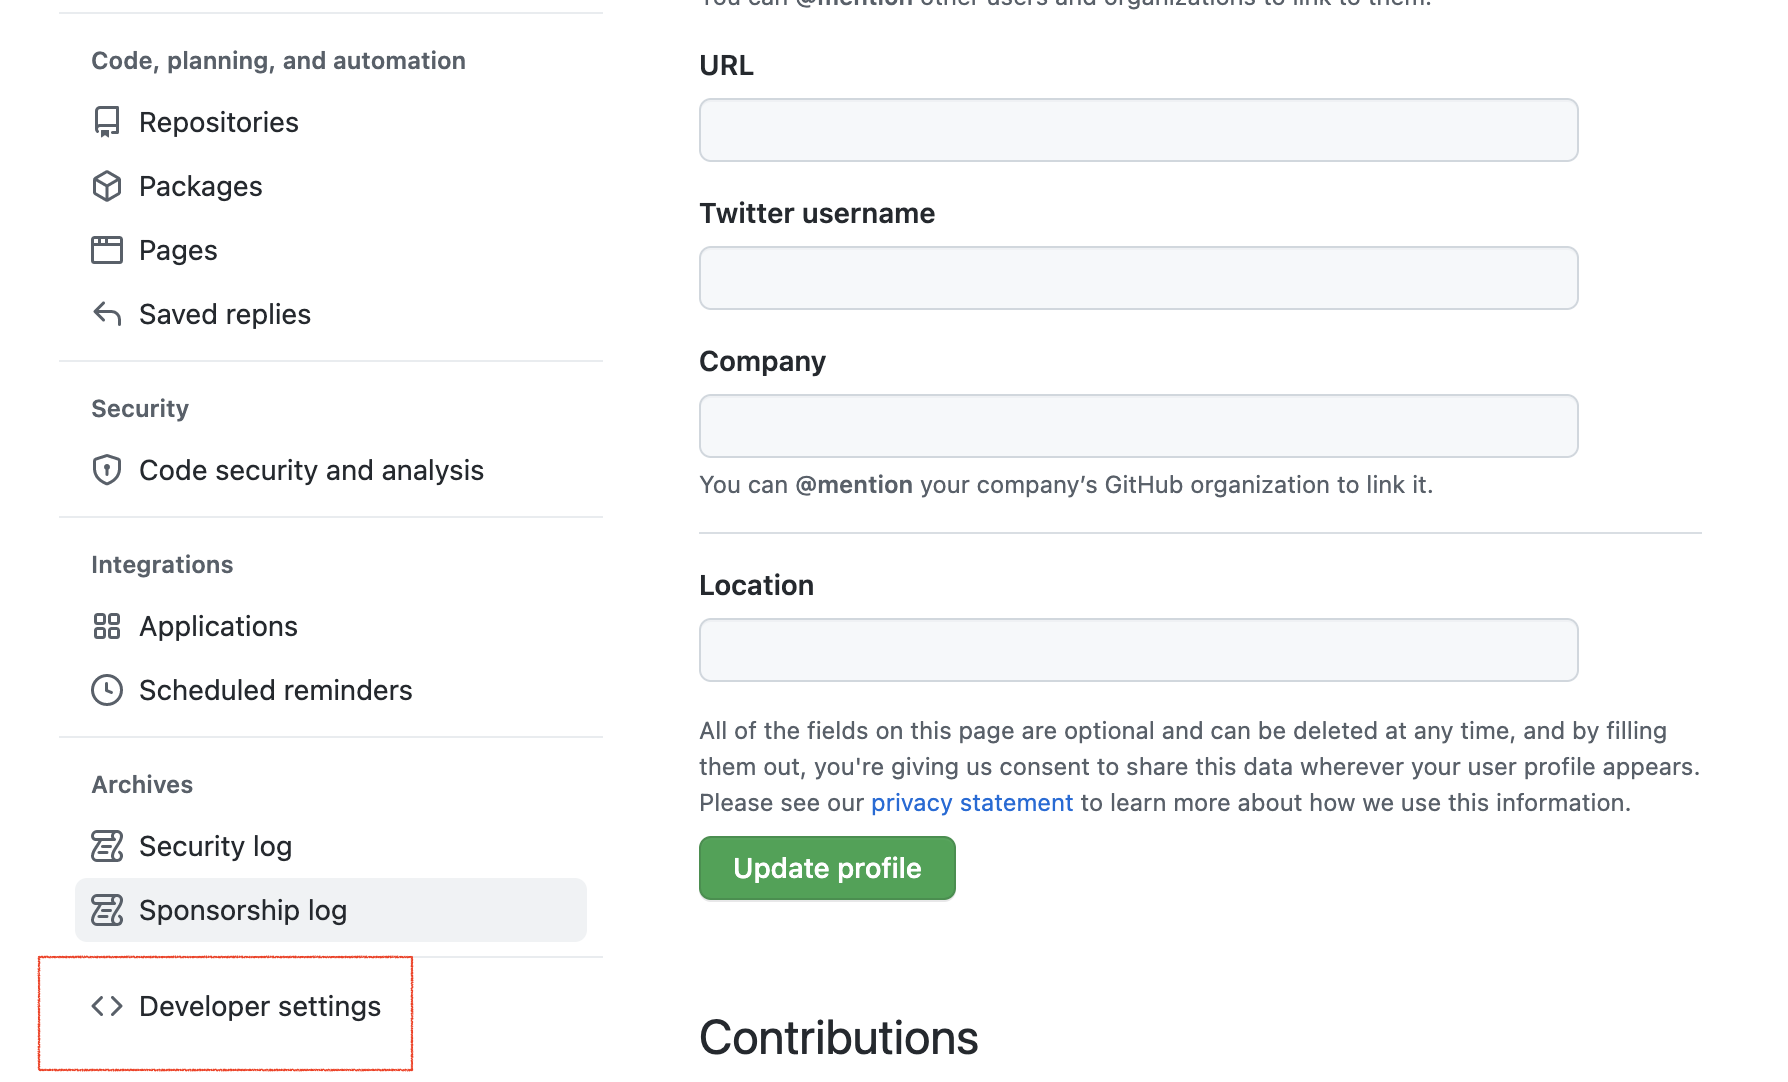 Code, planning, and automation
Repositories
Packages
Pages
Saved replies
Security
Code security and analysis
Integrations
Applications
Scheduled reminders
Archives
Security log
Sponsorship log
Developer settings
You can @mention other users and organizations to link to them.
URL
Twitter username
Company
You can @mention your company’s GitHub organization to link it.
Location
All of the fields on this page are optional and can be deleted at any time, and by filling
them out, you're giving us consent to share this data wherever your user profile appears.
Please see our privacy statement to learn more about how we use this information.
Update profile
Contributions